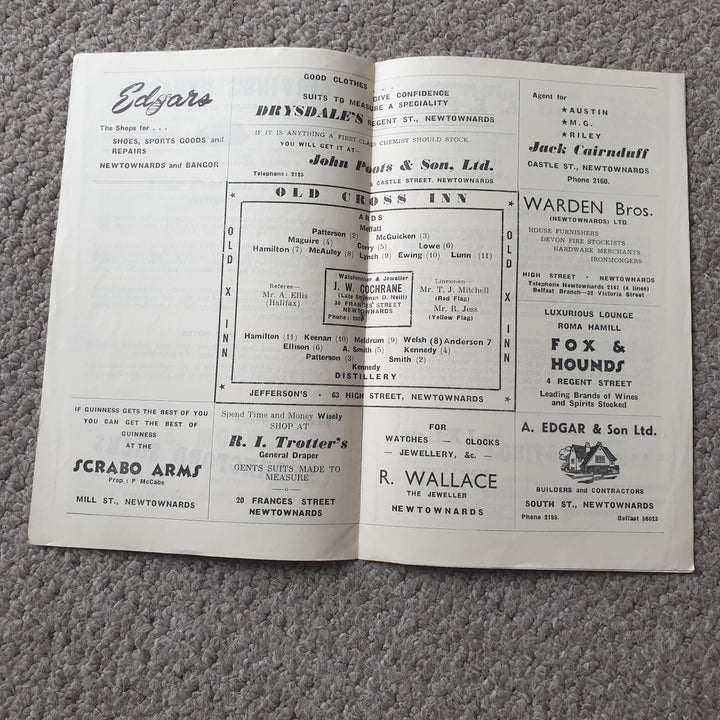 Edgars
The Shops for . . .
SHOES, SPORTS GOODS and
REPAIRS
NEWTOWNARDS and BANGOR
GOOD CLOTHES GIVE CONFIDENCE
SUITS TO MEASURE A SPECIALITY
DRYSDALE'S REGENT ST., NEWTOWNARDS
IF IT IS ANYTHING A FIRST-CLASS CHEMIST SHOULD STOCK
YOU WILL GET IT AT—
John Poots & Son, Ltd.
Telephone: 2125 CASTLE STREET, NEWTOWNARDS
Agent for
★ AUSTIN
★ M.G.
★ RILEY
Jack Cairnduff
CASTLE ST., NEWTOWNARDS
Phone 2160.
OLD CROSS INN
OLD X INN
OLD X INN
ARDS
Moffatt
Patterson (2) McGuicken (3)
Maguire (4) Corry (5) Lowe (6)
Hamilton (7) McAuley (8) Lynch (9) Ewing (10) Lunn (11)
Referee—
Mr. A. Ellis
(Halifax)
Watchmaker & Jeweller
J. W. COCHRANE
(Late D. Neill)
30 FRANCES STREET
NEWTOWNARDS
Phone:
Linesmen—
Mr. T. J. Mitchell
(Red Flag)
Mr. R. Jess
(Yellow Flag)
Hamilton (11) Keenan (10) Meldrum (9) Welsh (8) Anderson 7
Ellison (6) A. Smith (5) Kennedy (4)
Patterson (3) Smith (2)
Kennedy
DISTILLERY
JEFFERSON'S - 63 HIGH STREET, NEWTOWNARDS
WARDEN Bros.
(NEWTOWNARDS) LTD.
HOUSE FURNISHERS
DEVON FIRE STOCKISTS
HARDWARE MERCHANTS
IRONMONGERS
HIGH STREET - NEWTOWNARDS
Telephone Newtownards 2147 (4 lines)
Belfast Branch—32 Victoria Street
LUXURIOUS LOUNGE
ROMA HAMILL
FOX &
HOUNDS
4 REGENT STREET
Leading Brands of Wines
and Spirits Stocked
IF GUINNESS GETS THE BEST OF YOU
YOU CAN GET THE BEST OF
GUINNESS
AT THE
SCRABO ARMS
Prop.: P. McCabe
MILL ST., NEWTOWNARDS
Spend Time and Money Wisely
SHOP AT
R. I. Trotter's
General Draper
GENTS SUITS MADE TO
MEASURE
20 FRANCES STREET
NEWTOWNARDS
FOR
WATCHES - CLOCKS
— JEWELLERY, &c. —
R. WALLACE
THE JEWELLER
NEWTOWNARDS
A. EDGAR & Son Ltd.
BUILDERS and CONTRACTORS
SOUTH ST., NEWTOWNARDS
Phone 2199. Belfast 56023